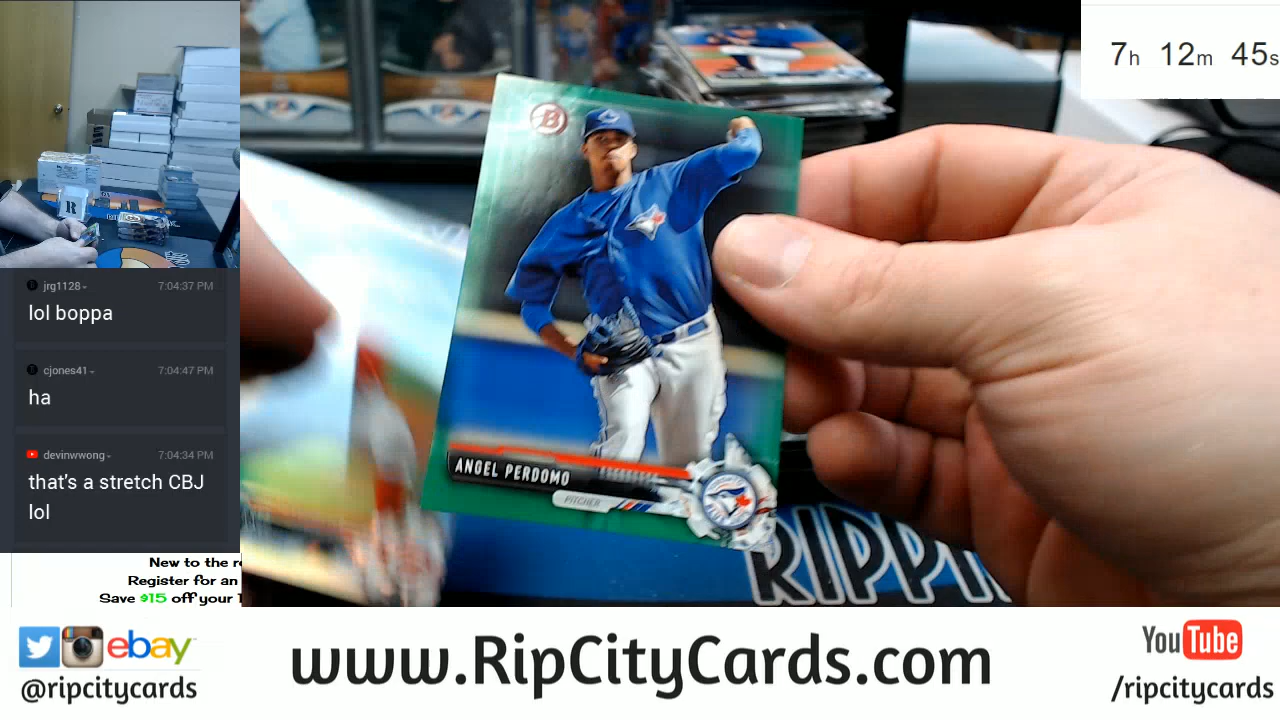 7h 12m 45s
B
ANGEL PERDOMO
PITCHER
R
jrg1128
7:04:37 PM
lol boppa
cjones41
7:04:47 PM
ha
devinwwong
7:04:34 PM
that's a stretch CBJ
lol
New to the r
Register for an
Save $15 off your
RIPPI
ebay
@ripcitycards
www.RipCityCards.com
YouTube
/ripcitycards